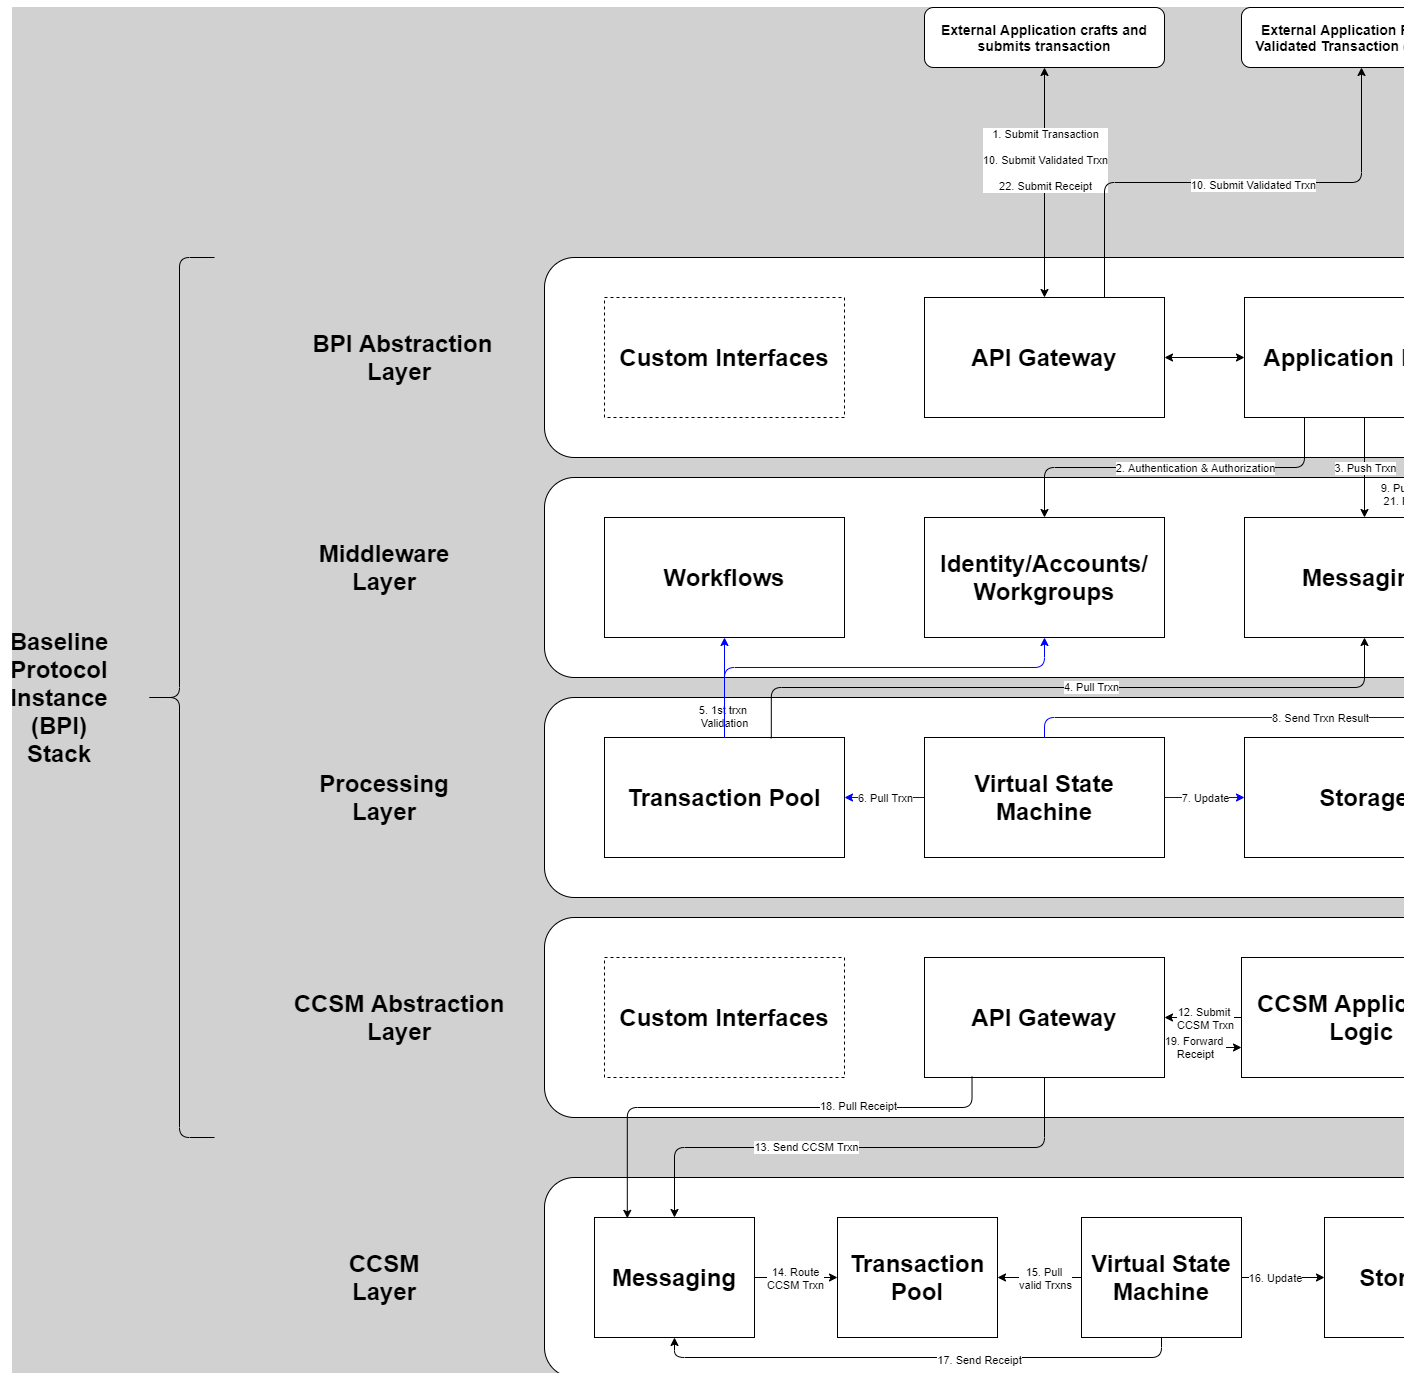 External Application crafts and
submits transaction
External Application
Validated Transaction
1. Submit Transaction
10. Submit Validated Trxn
22. Submit Receipt
10. Submit Validated Trxn
BPI Abstraction
Layer
Custom Interfaces
API Gateway
Application
2. Authentication & Authorization
3. Push Trxn
9.
21.
Middleware
Layer
Workflows
Identity/Accounts/
Workgroups
Baseline
Protocol
Instance
(BPI)
Stack
4. Pull Trxn
5. 1st trxn
Validation
8. Send Trxn Result
Processing
Layer
Transaction Pool
6. Pull Trxn
Virtual State
Machine
7. Update
Storage
CCSM Abstraction
Layer
Custom Interfaces
API Gateway
12. Submit
CCSM Trxn
19. Forward
Receipt
CCSM
Logic
18. Pull Receipt
13. Send CCSM Trxn
CCSM
Layer
Messaging
14. Route
CCSM Trxn
Transaction
Pool
15. Pull
valid Trxns
Virtual State
Machine
16. Update
17. Send Receipt